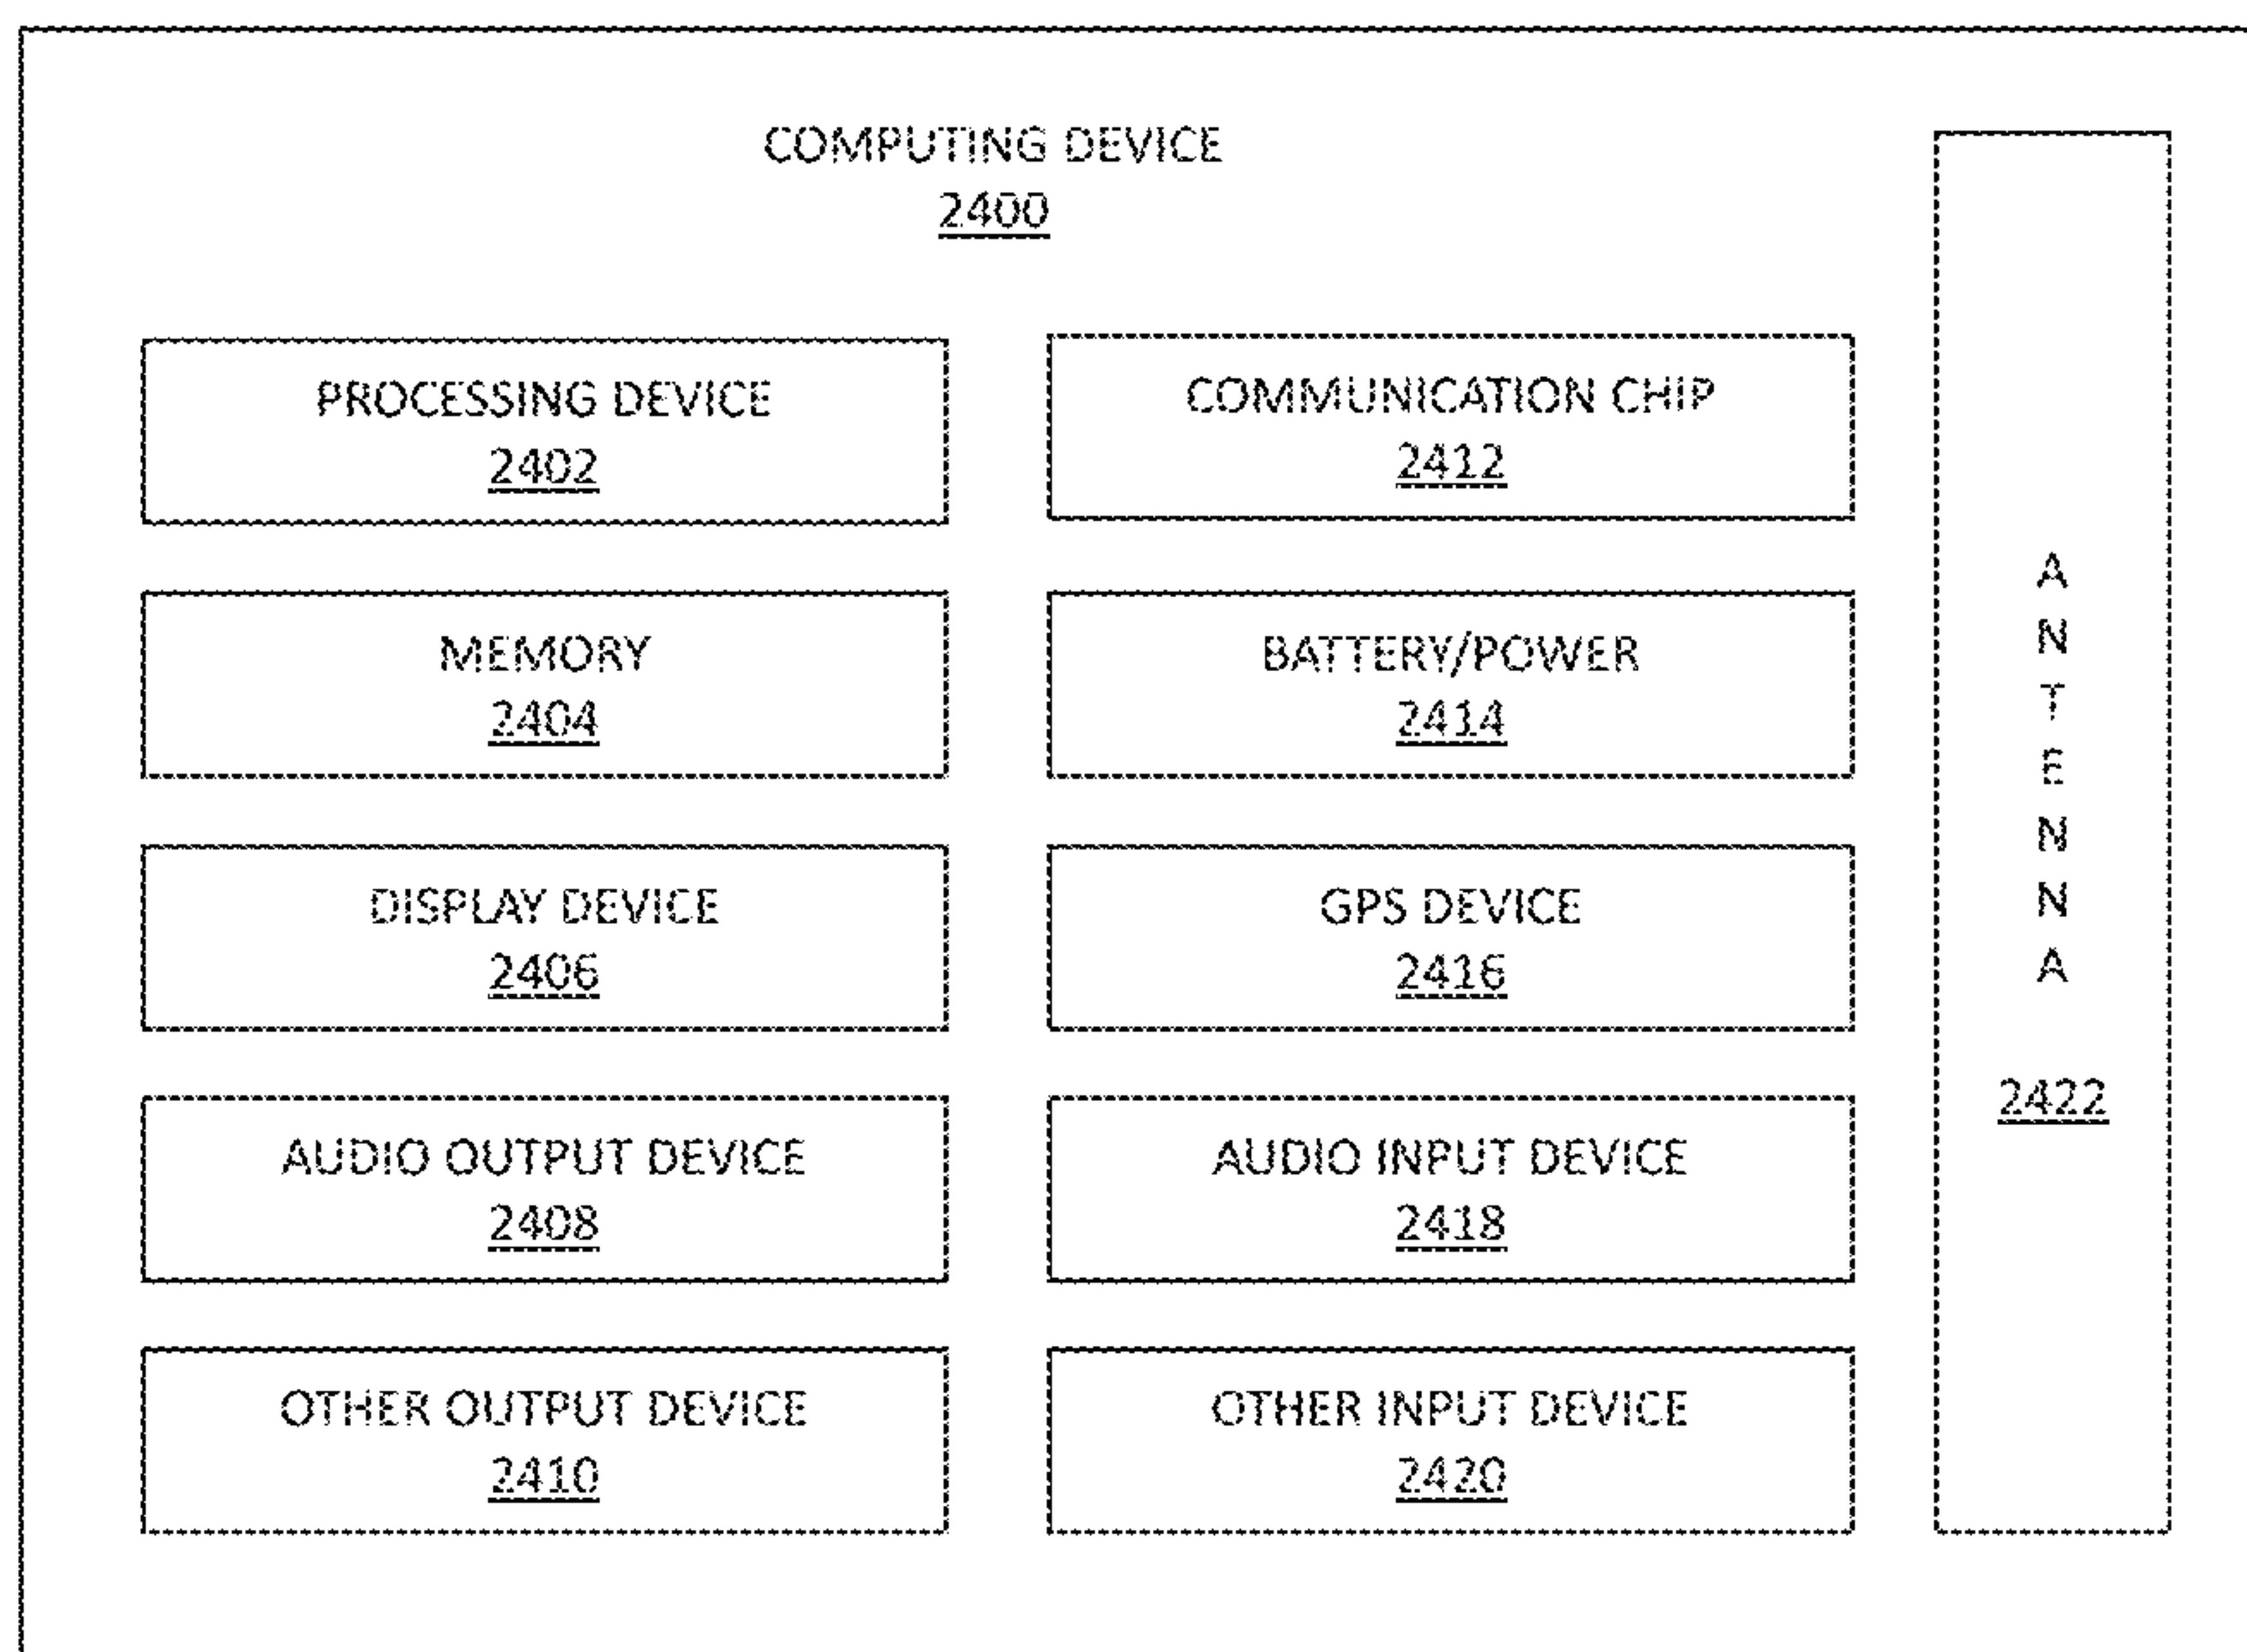 COMPUTING DEVICE
2400
PROCESSING DEVICE
2402
COMMUNICATION CHIP
2412
MEMORY
2404
BATTERY/POWER
2414
DISPLAY DEVICE
2406
GPS DEVICE
2416
AUDIO OUTPUT DEVICE
2408
AUDIO INPUT DEVICE
2418
OTHER OUTPUT DEVICE
2410
OTHER INPUT DEVICE
2420
ANTENNA
2422